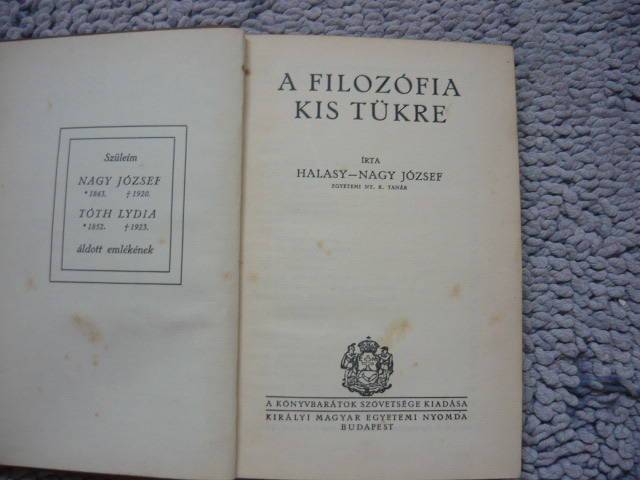 Szüleim
NAGY JÓZSEF
* 1843. † 1920.
TÓTH LYDIA
* 1852. † 1923.
áldott emlékének
A FILOZÓFIA
KIS TÜKRE
ÍRTA
HALASY—NAGY JÓZSEF
EGYETEMI NY. R. TANÁR
A KÖNYVBARÁTOK SZÖVETSÉGE KIADÁSA
KIRÁLYI MAGYAR EGYETEMI NYOMDA
BUDAPEST